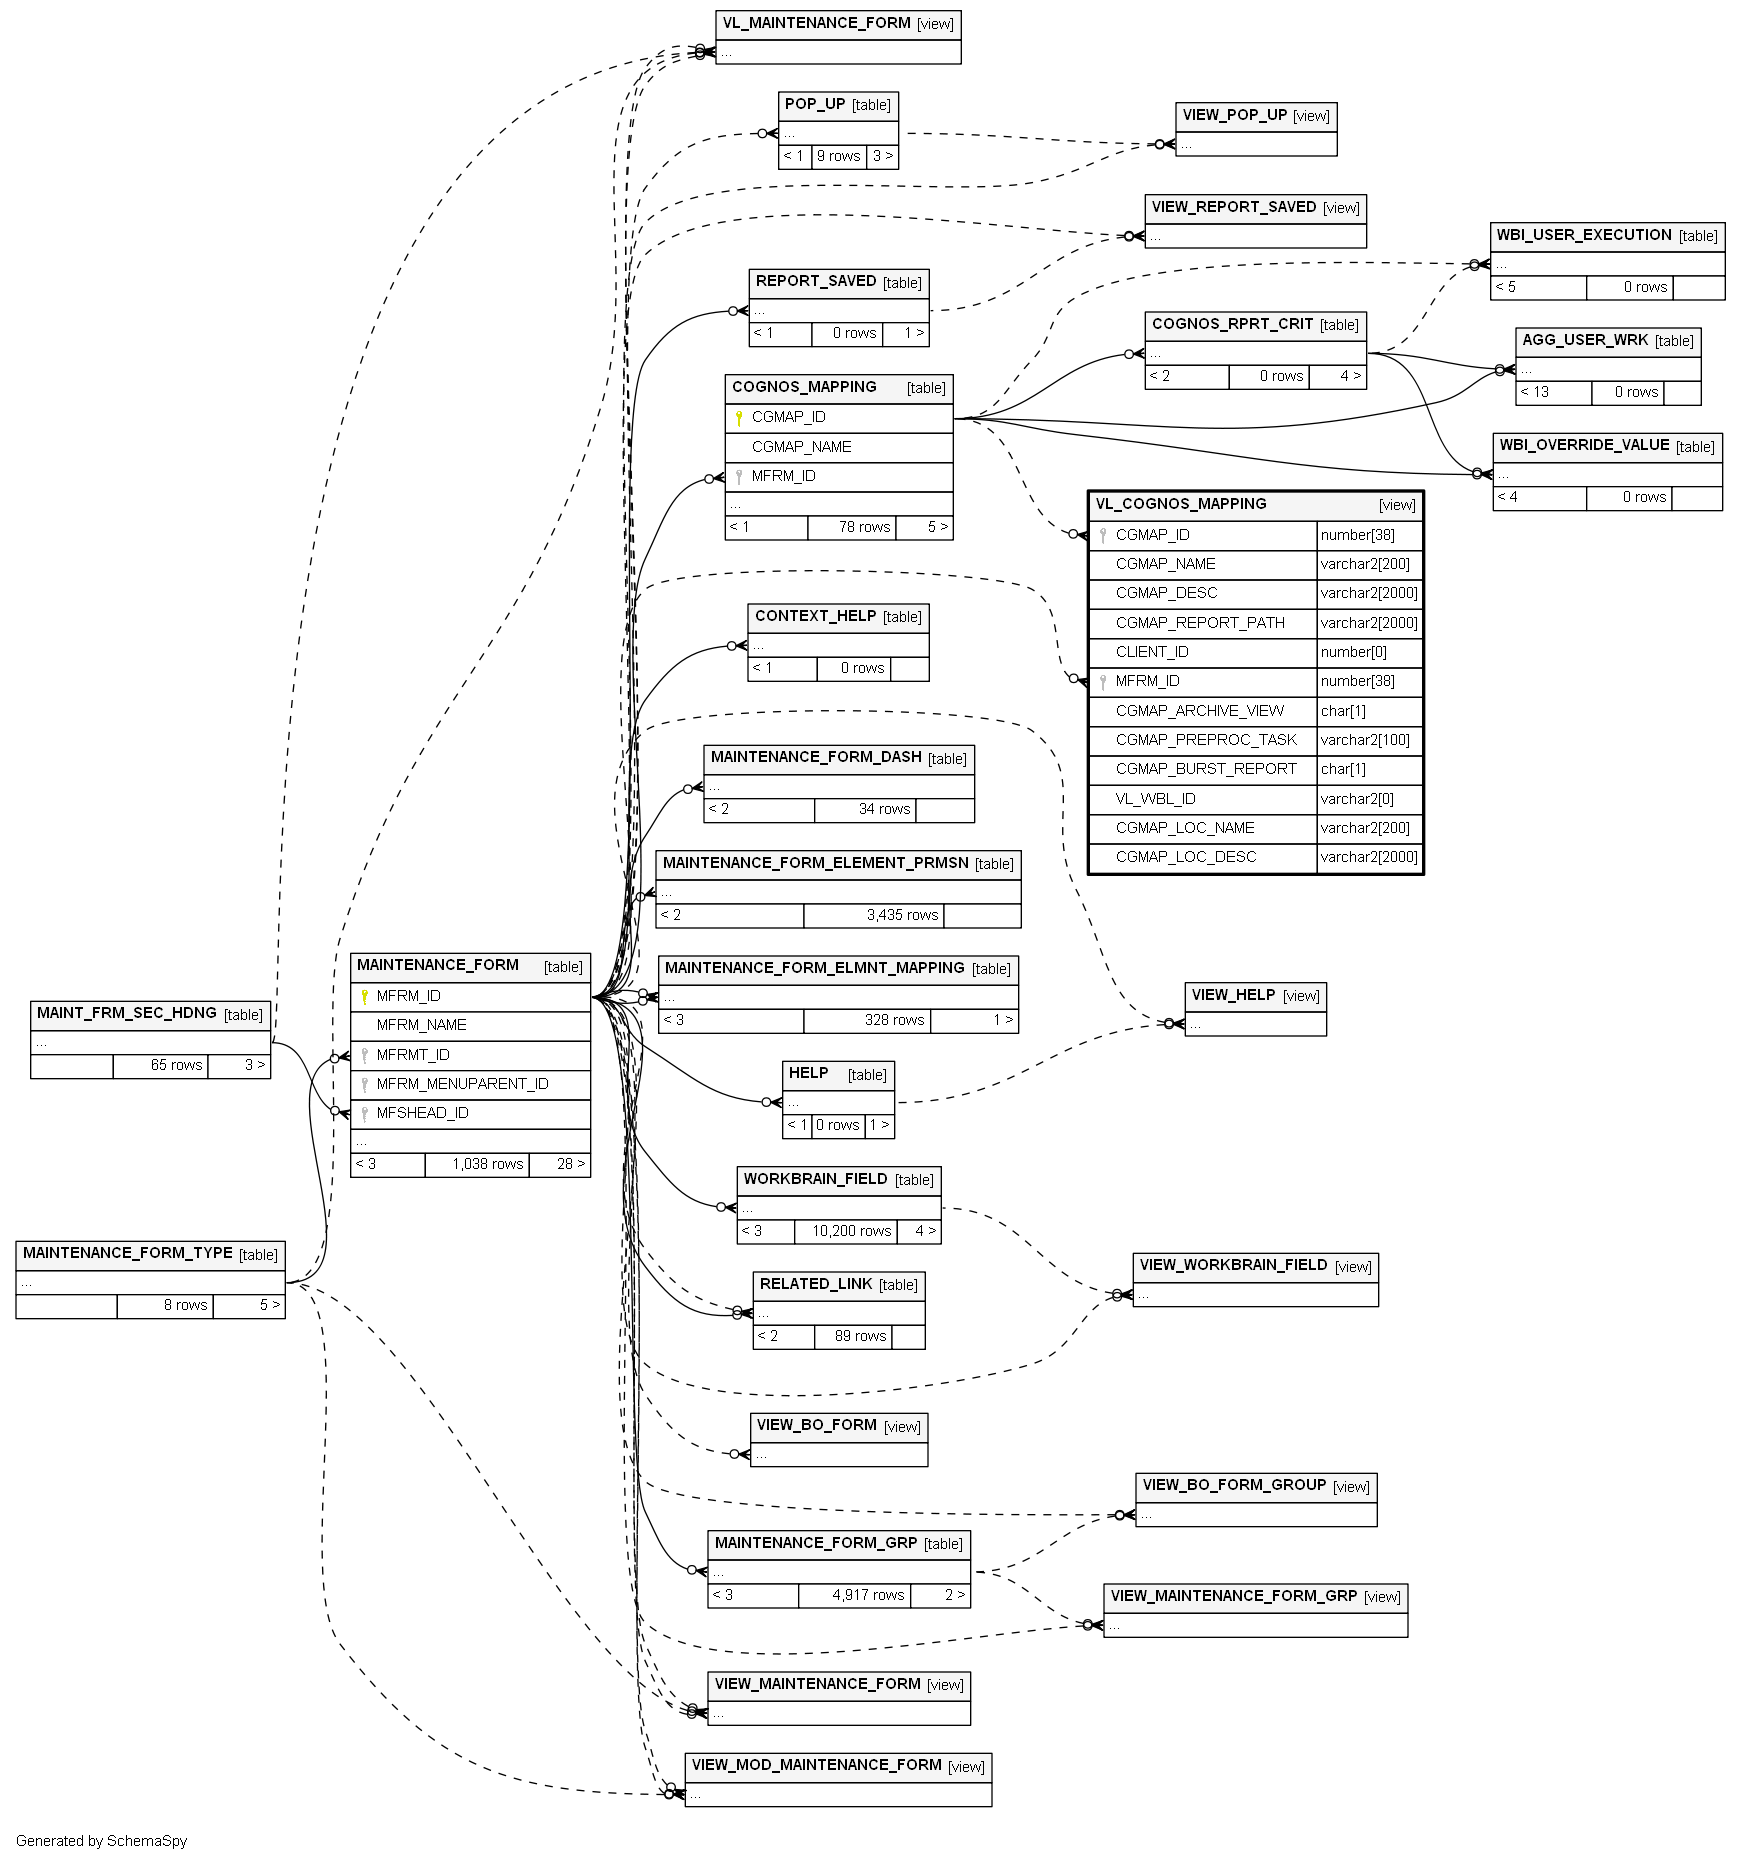 VL_MAINTENANCE_FORM [view]
...
POP_UP [table]
...
< 1 9 rows 3 >
VIEW_POP_UP [view]
...
VIEW_REPORT_SAVED [view]
...
WBI_USER_EXECUTION [table]
...
< 5 0 rows
REPORT_SAVED [table]
...
< 1 0 rows 1 >
COGNOS_RPRT_CRIT [table]
...
< 2 0 rows 4 >
AGG_USER_WRK [table]
...
< 13 0 rows
COGNOS_MAPPING [table]
CGMAP_ID
CGMAP_NAME
MFRM_ID
...
< 1 78 rows 5 >
WBI_OVERRIDE_VALUE [table]
...
< 4 0 rows
VL_COGNOS_MAPPING [view]
CGMAP_ID number[38]
CGMAP_NAME varchar2[200]
CGMAP_DESC varchar2[2000]
CGMAP_REPORT_PATH varchar2[2000]
CLIENT_ID number[0]
MFRM_ID number[38]
CGMAP_ARCHIVE_VIEW char[1]
CGMAP_PREPROC_TASK varchar2[100]
CGMAP_BURST_REPORT char[1]
VL_WBL_ID varchar2[0]
CGMAP_LOC_NAME varchar2[200]
CGMAP_LOC_DESC varchar2[2000]
CONTEXT_HELP [table]
...
< 1 0 rows
MAINTENANCE_FORM_DASH [table]
...
< 2 34 rows
MAINTENANCE_FORM_ELEMENT_PRMSN [table]
...
< 2 3,435 rows
MAINTENANCE_FORM [table]
MFRM_ID
MFRM_NAME
MFRMT_ID
MFRM_MENUPARENT_ID
MFSHEAD_ID
...
< 3 1,038 rows 28 >
MAINTENANCE_FORM_ELMNT_MAPPING [table]
...
< 3 328 rows 1 >
MAINT_FRM_SEC_HDNG [table]
...
65 rows 3 >
VIEW_HELP [view]
...
HELP [table]
...
< 1 0 rows 1 >
WORKBRAIN_FIELD [table]
...
< 3 10,200 rows 4 >
MAINTENANCE_FORM_TYPE [table]
...
8 rows 5 >
VIEW_WORKBRAIN_FIELD [view]
...
RELATED_LINK [table]
...
< 2 89 rows
VIEW_BO_FORM [view]
...
VIEW_BO_FORM_GROUP [view]
...
MAINTENANCE_FORM_GRP [table]
...
< 3 4,917 rows 2 >
VIEW_MAINTENANCE_FORM_GRP [view]
...
VIEW_MAINTENANCE_FORM [view]
...
VIEW_MOD_MAINTENANCE_FORM [view]
...
Generated by SchemaSpy